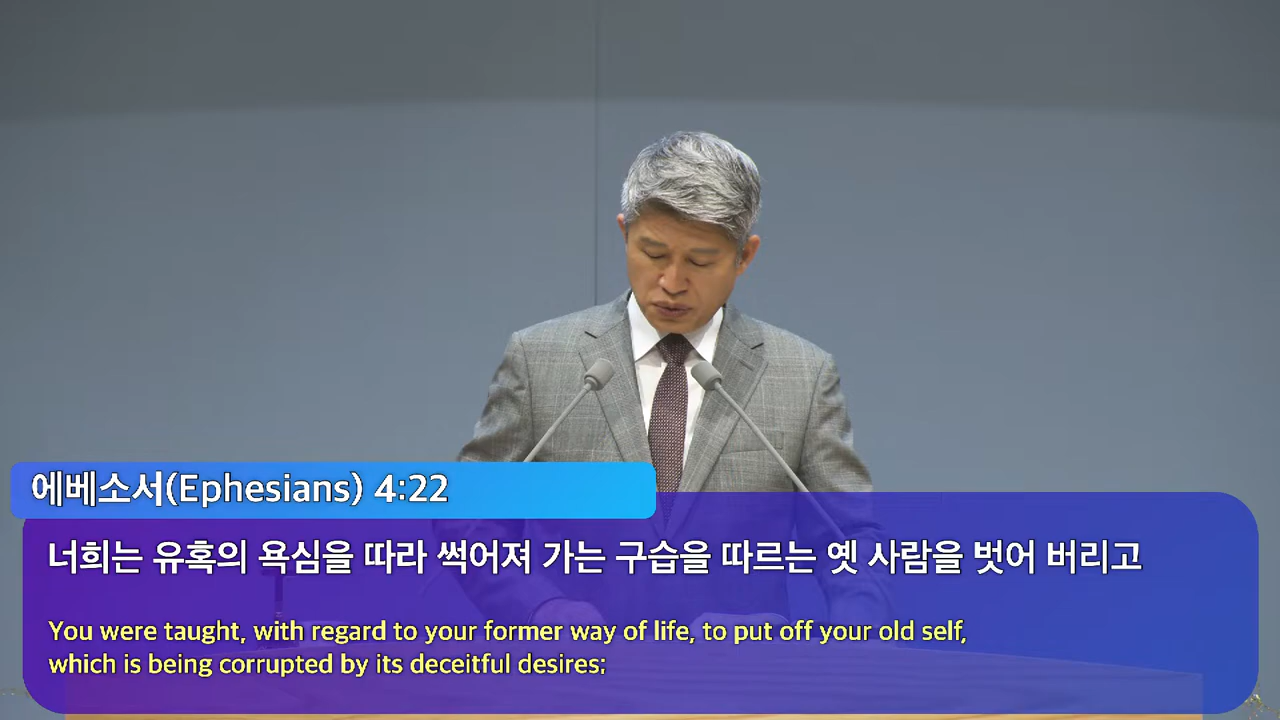 에베소서(Ephesians) 4:22
너희는 유혹의 욕심을 따라 썩어져 가는 구습을 따르는 옛 사람을 벗어 버리고
You were taught, with regard to your former way of life, to put off your old self,
which is being corrupted by its deceitful desires;